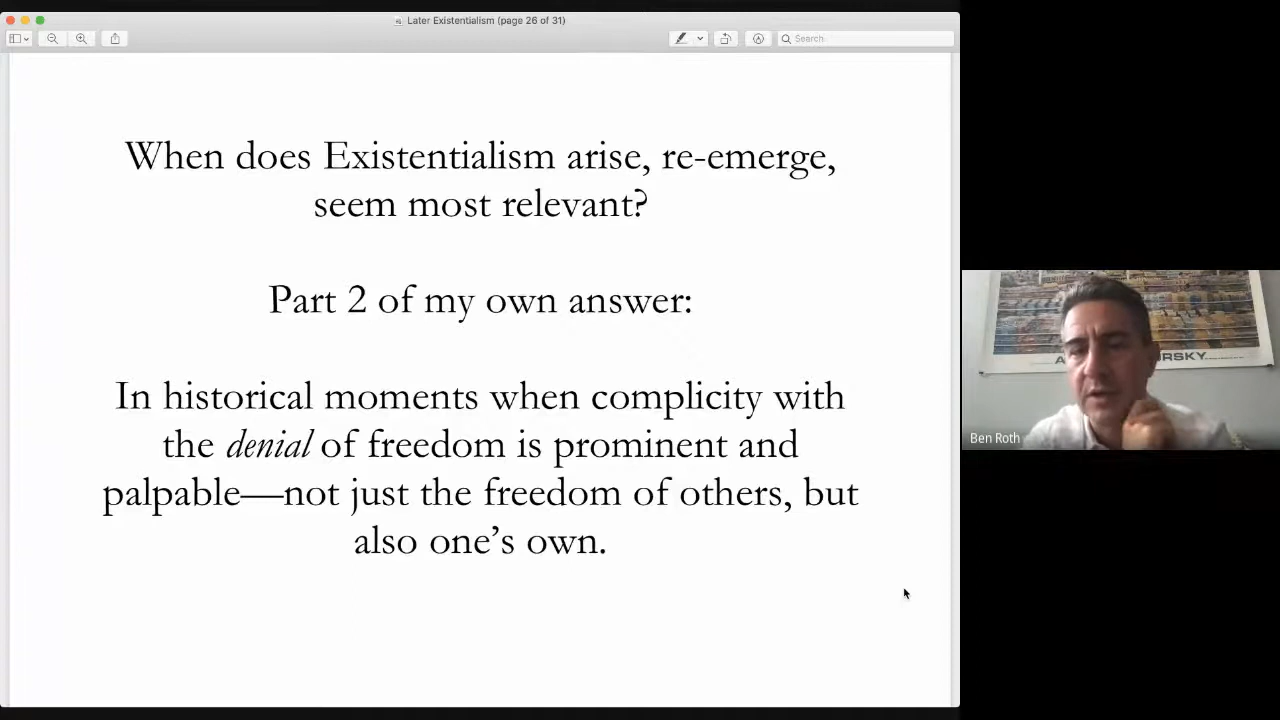 Later Existentialism (page 26 of 31)
Search
When does Existentialism arise, re-emerge,
seem most relevant?
Part 2 of my own answer:
In historical moments when complicity with
the denial of freedom is prominent and
palpable—not just the freedom of others, but
also one's own.
A
RSKY
Ben Roth